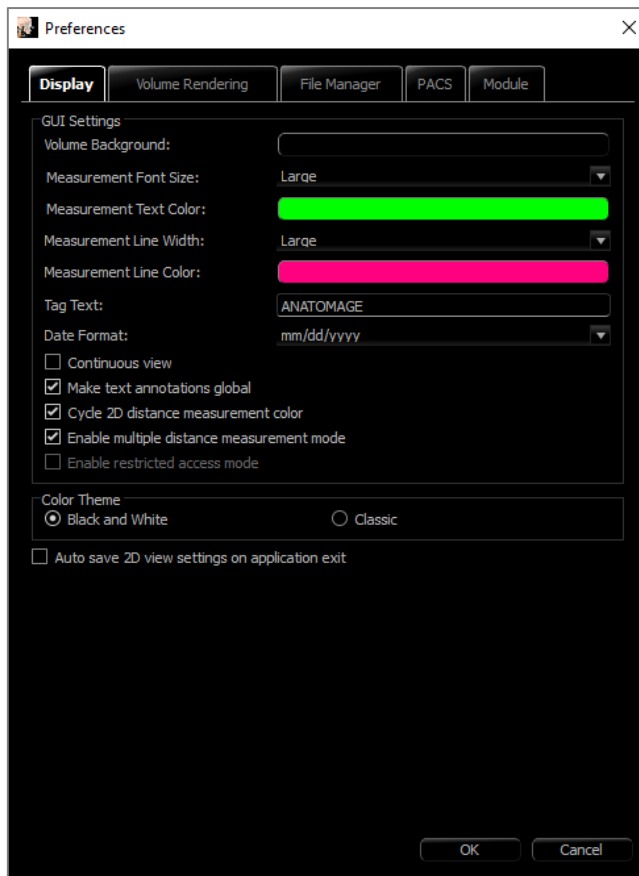 Preferences
Display Volume Rendering File Manager PACS Module
GUI Settings
Volume Background:
Measurement Font Size: Large
Measurement Text Color:
Measurement Line Width: Large
Measurement Line Color:
Tag Text: ANATOMAGE
Date Format: mm/dd/yyyy
Continuous view
Make text annotations global
Cycle 2D distance measurement color
Enable multiple distance measurement mode
Enable restricted access mode
Color Theme
Black and White Classic
Auto save 2D view settings on application exit
OK Cancel